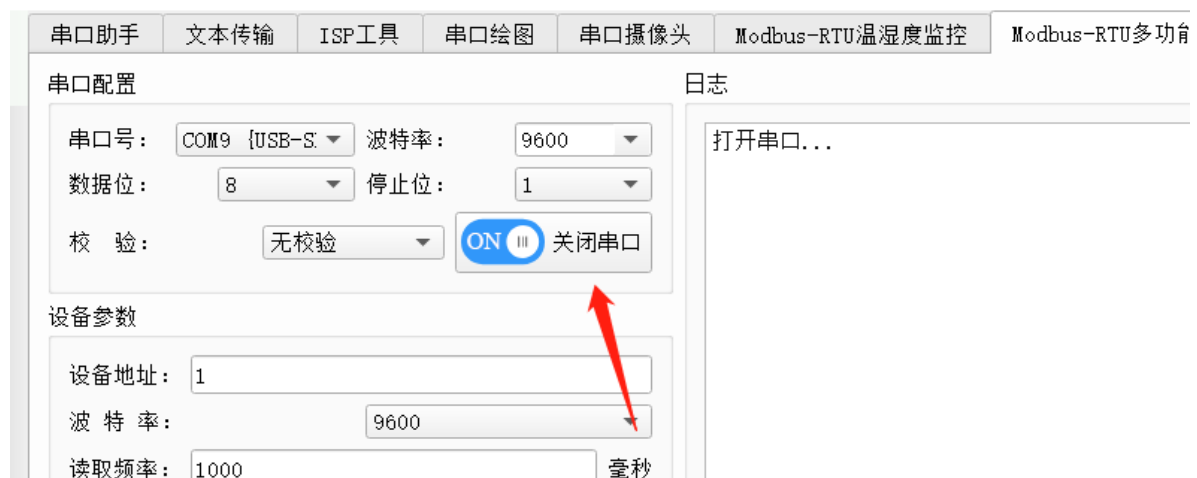 串口助手 文本传输 ISP工具 串口绘图 串口摄像头 Modbus-RTU温湿度监控 Modbus-RTU多功
串口配置 日志
串口号： COM9 {USB-S 波特率： 9600 打开串口...
数据位： 8 停止位： 1
校 验： 无校验 ON 关闭串口
设备参数
设备地址： 1
波 特 率： 9600
读取频率： 1000 毫秒